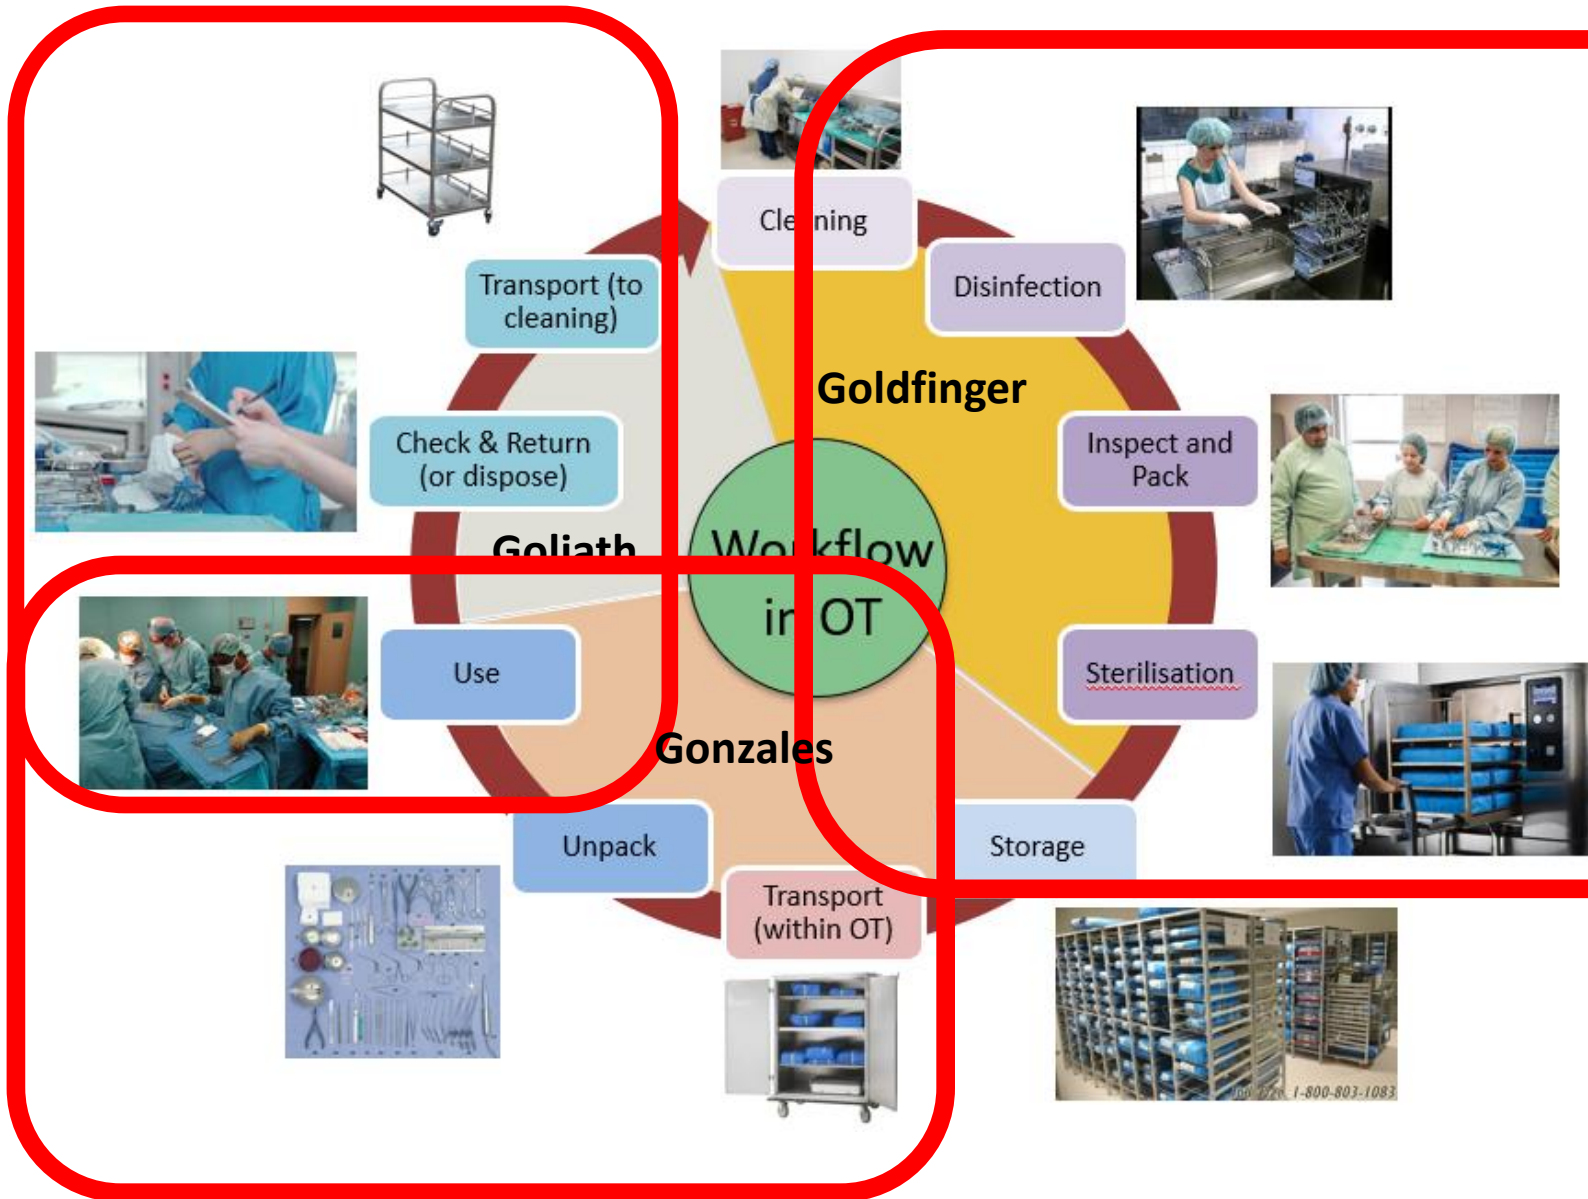 Cleaning
Disinfection
Transport (to
cleaning)
Goldfinger
Check & Return
(or dispose)
Inspect and
Pack
Goliath
Workflow
in OT
Use
Sterilisation
Gonzales
Unpack
Storage
Transport
(within OT)
1-800-803-1083